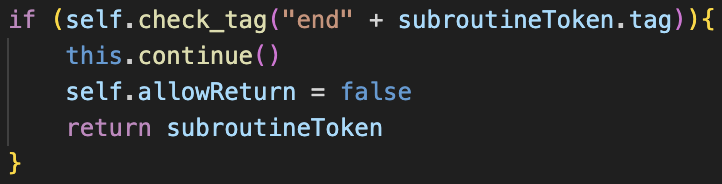 if (self.check_tag("end" + subroutineToken.tag)){
    this.continue()
    self.allowReturn = false
    return subroutineToken
}